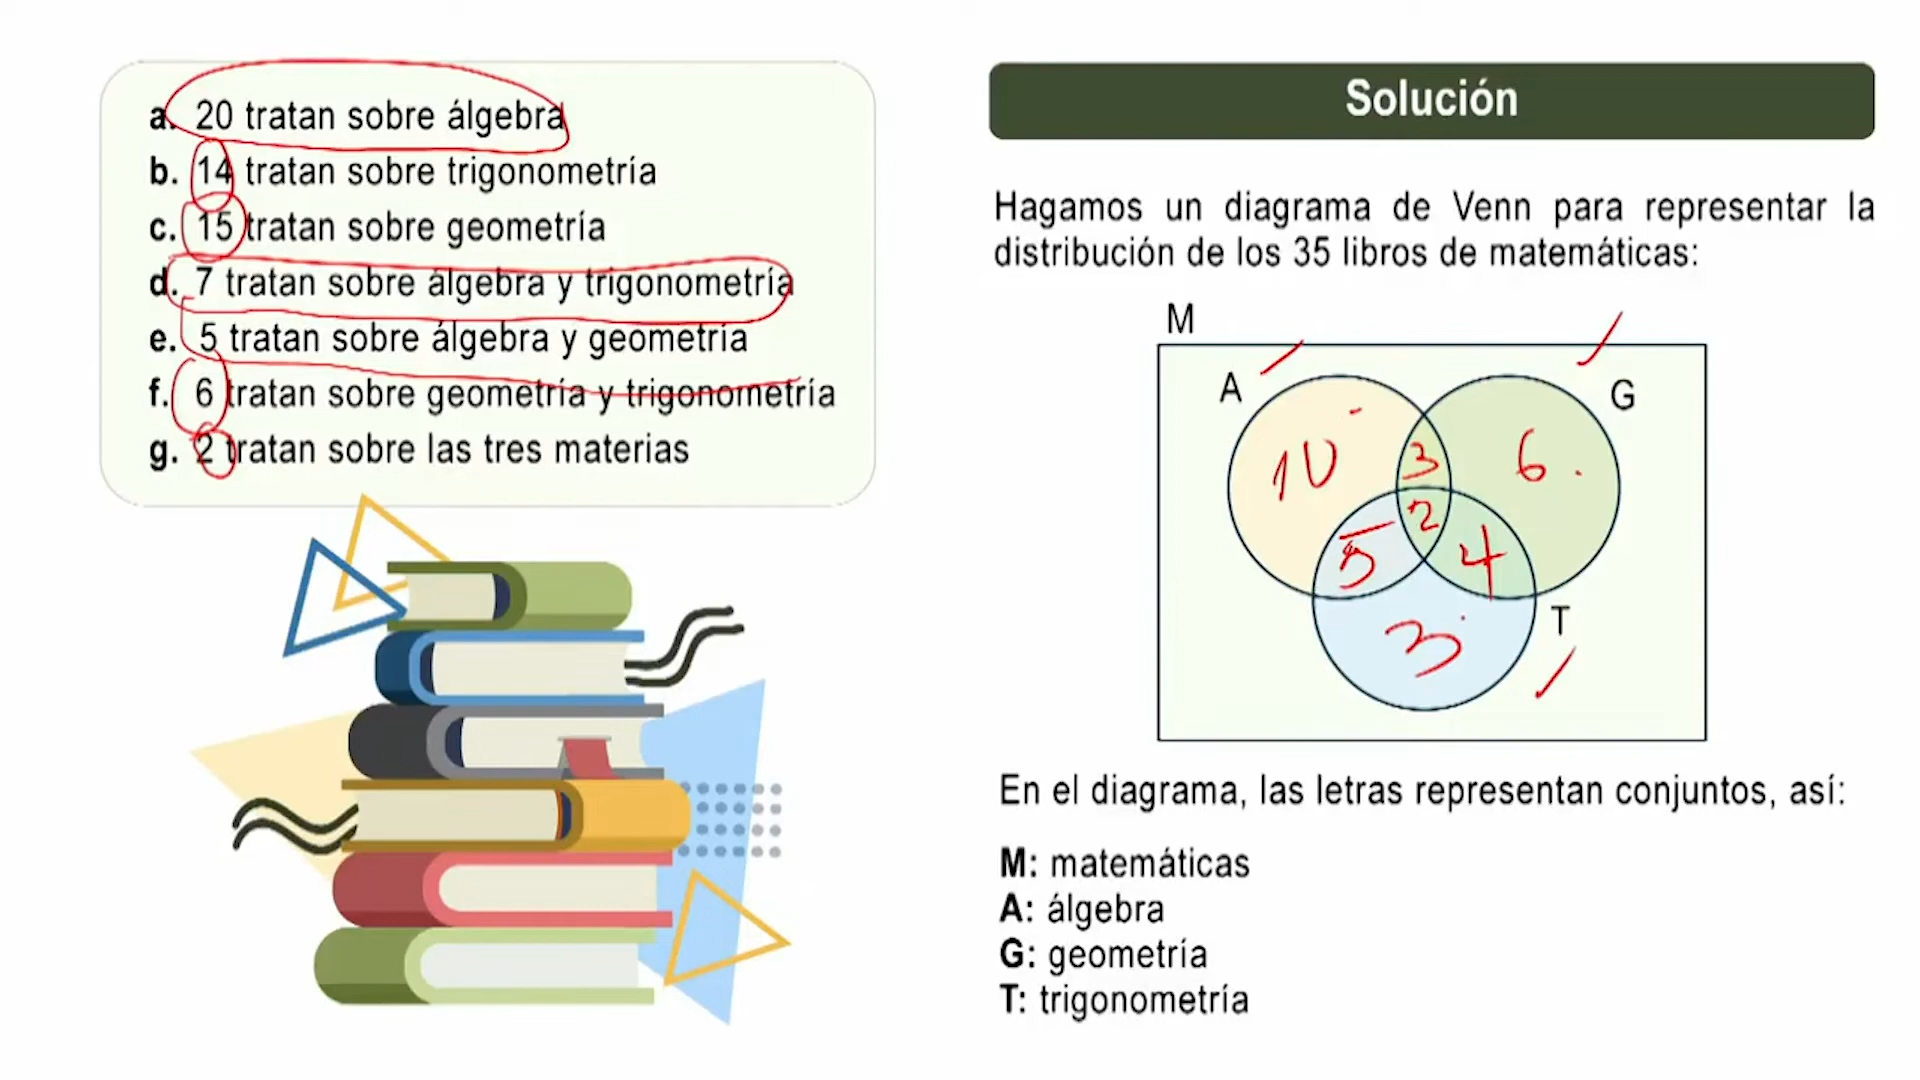 a. 20 tratan sobre álgebra
b. 14 tratan sobre trigonometría
c. 15 tratan sobre geometría
d. 7 tratan sobre álgebra y trigonometría
e. 5 tratan sobre álgebra y geometría
f. 6 tratan sobre geometría y trigonometría
g. 2 tratan sobre las tres materias
Solución
Hagamos un diagrama de Venn para representar la
distribución de los 35 libros de matemáticas:
M
A
G
10
3
6
2
5
4
T
3
En el diagrama, las letras representan conjuntos, así:
M: matemáticas
A: álgebra
G: geometría
T: trigonometría